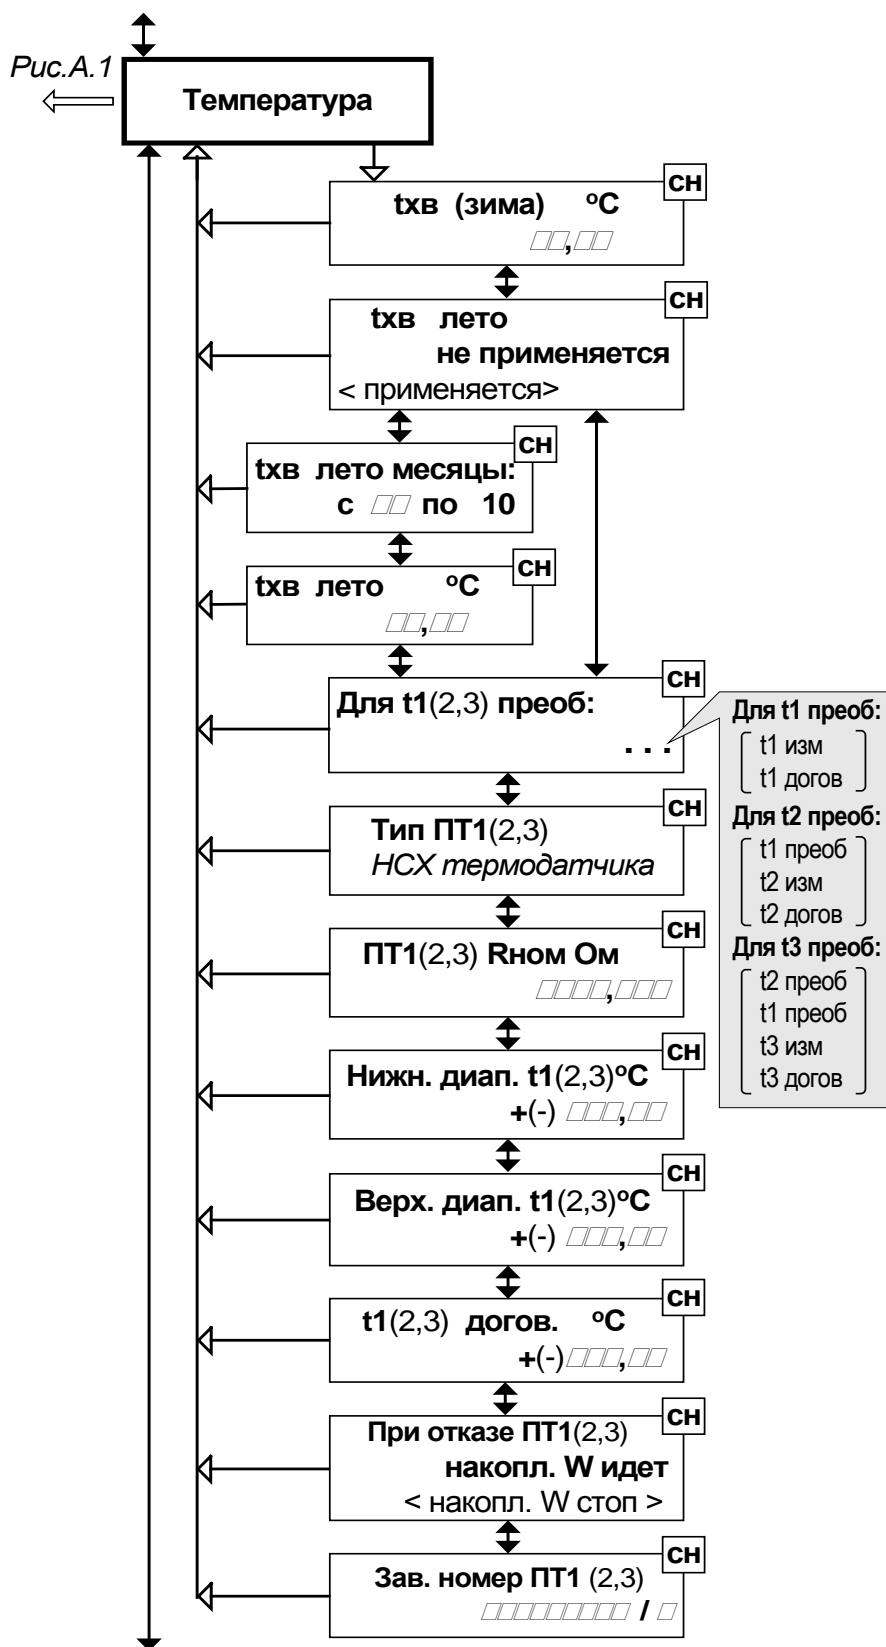 Рис.А.1
Температура
СН
tхв (зима) °С
▯▯,▯▯
СН
tхв лето
не применяется
< применяется>
СН
tхв лето месяцы:
с ▯▯ по 10
СН
tхв лето °С
▯▯,▯▯
СН
Для t1(2,3) преоб:
. . .
Для t1 преоб:
t1 изм
t1 догов
Для t2 преоб:
t1 преоб
t2 изм
t2 догов
Для t3 преоб:
t2 преоб
t1 преоб
t3 изм
t3 догов
СН
Тип ПТ1(2,3)
НСХ термодатчика
СН
ПТ1(2,3) Rном Ом
▯▯▯▯,▯▯▯
СН
Нижн. диап. t1(2,3)°С
+(-) ▯▯▯,▯▯
СН
Верх. диап. t1(2,3)°С
+(-) ▯▯▯,▯▯
СН
t1(2,3) догов. °С
+(-)▯▯▯,▯▯
СН
При отказе ПТ1(2,3)
накопл. W идет
< накопл. W стоп >
СН
Зав. номер ПТ1 (2,3)
▯▯▯▯▯▯▯▯▯ / ▯